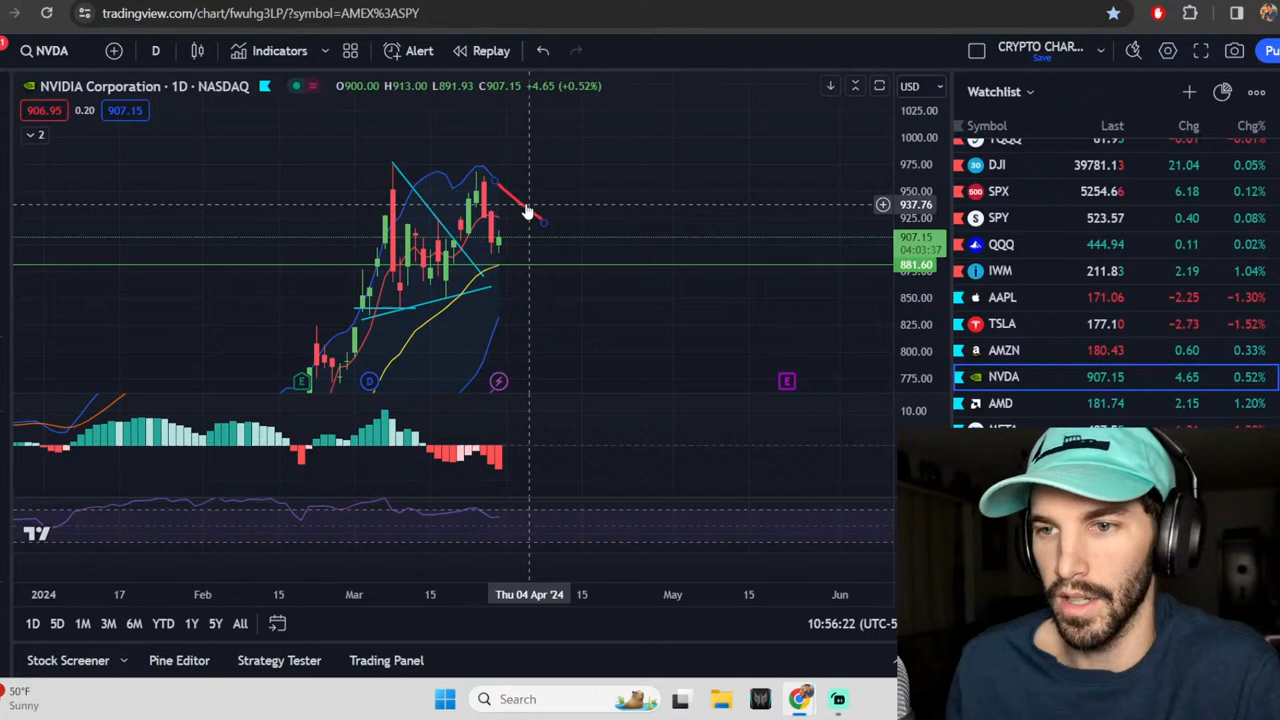 tradingview.com/chart/fwuhg3LP/?symbol=AMEX%3ASPY
NVDA
D
Indicators
Alert
Replay
CRYPTO CHAR...
Save
Pu
NVIDIA Corporation · 1D · NASDAQ
O900.00 H913.00 L891.93 C907.15 +4.65 (+0.52%)
USD
906.95 0.20 907.15
2
1025.00
1000.00
975.00
950.00
937.76
925.00
907.15
04:03:37
881.60
850.00
825.00
800.00
775.00
10.00
E
D
E
2024 17 Feb 15 Mar 15 Thu 04 Apr '24 15 May 15 Jun
1D 5D 1M 3M 6M YTD 1Y 5Y All
10:56:22 (UTC-5
Stock Screener
Pine Editor
Strategy Tester
Trading Panel
Watchlist
Symbol Last Chg Chg%
DJI 39781.13 21.04 0.05%
SPX 5254.66 6.18 0.12%
SPY 523.57 0.40 0.08%
QQQ 444.94 0.11 0.02%
IWM 211.83 2.19 1.04%
AAPL 171.06 −2.25 −1.30%
TSLA 177.10 −2.73 −1.52%
AMZN 180.43 0.60 0.33%
NVDA 907.15 4.65 0.52%
AMD 181.74 2.15 1.20%
50°F
Sunny
Search